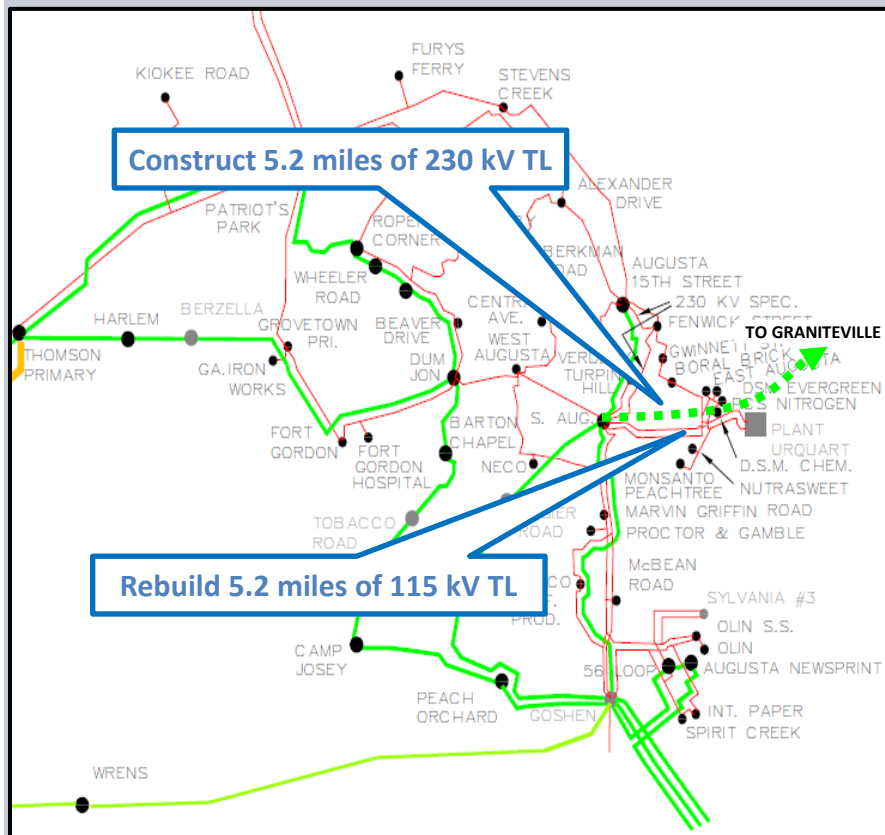 FURYS
FERRY
KIOKEE ROAD
STEVENS
CREEK
Construct 5.2 miles of 230 kV TL
ALEXANDER
DRIVE
PATRIOT'S
PARK
CORNER
AUGUSTA
15TH STREET
WHEELER
ROAD
230 KV SPEC.
BERZELLA
HARLEM
CENTR
AVE.
FENWICK STREET
TO GRANITEVILLE
GROVETOWN
PRI.
BEAVER
DRIVE
WEST
AUGUSTA
GWINNETT ST.
BORAL BRICK
EAST AUGUSTA
THOMSON
PRIMARY
GA.IRON
WORKS
DUM
JON
TURPIN
HILL
DSM EVERGREEN
PCS NITROGEN
S. AUG.
PLANT
URQUART
BARTON
CHAPEL
FORT
GORDON
FORT
GORDON
HOSPITAL
NECO
D.S.M. CHEM.
MONSANTO
NUTRASWEET
PEACHTREE
MARVIN GRIFFIN ROAD
TOBACCO
ROAD
ROAD
PROCTOR & GAMBLE
Rebuild 5.2 miles of 115 kV TL
McBEAN
ROAD
PROD.
SYLVANIA #3
OLIN S.S.
OLIN
CAMP
JOSEY
56 LOOP
AUGUSTA NEWSPRINT
PEACH
ORCHARD
GOSHEN
INT. PAPER
SPIRIT CREEK
WRENS